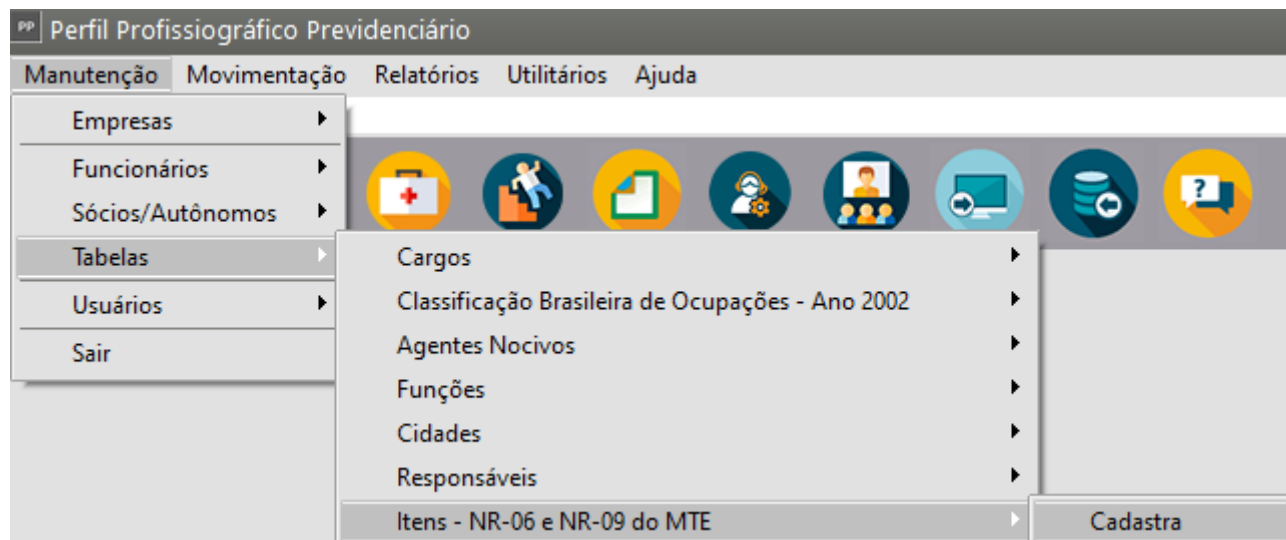 PP Perfil Profissiográfico Previdenciário
Manutenção Movimentação Relatórios Utilitários Ajuda
Empresas
Funcionários
Sócios/Autônomos
Tabelas
Usuários
Sair
?
Cargos
Classificação Brasileira de Ocupações - Ano 2002
Agentes Nocivos
Funções
Cidades
Responsáveis
Itens - NR-06 e NR-09 do MTE
Cadastra